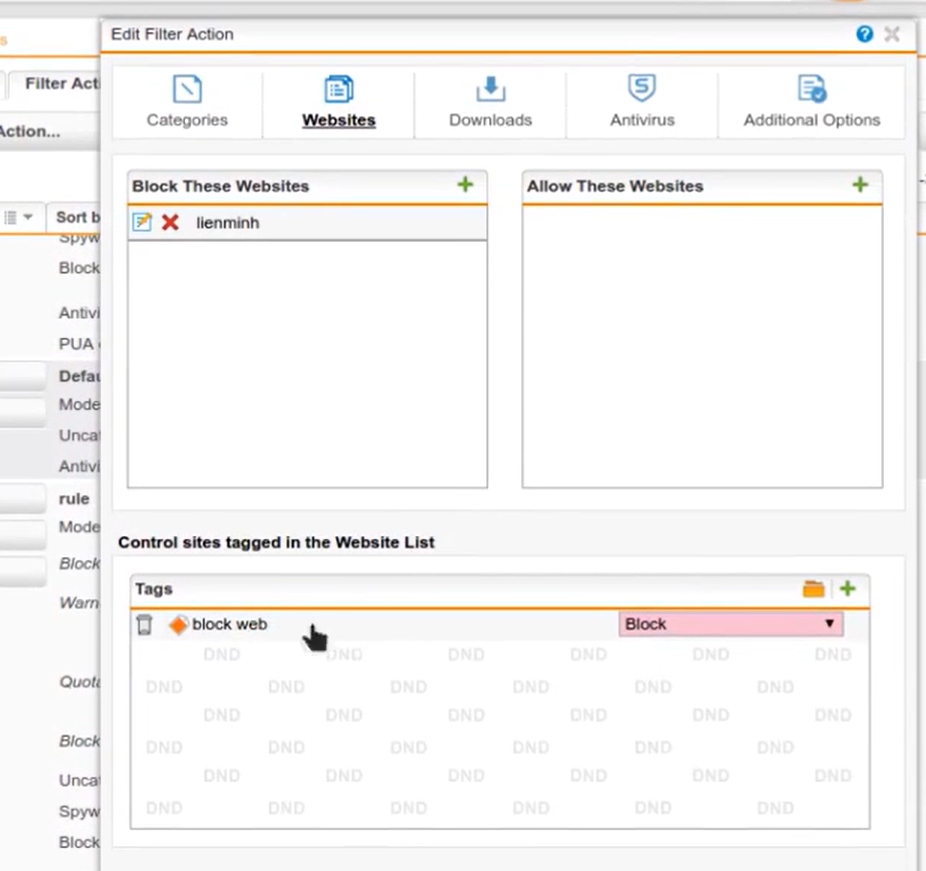 Edit Filter Action
s
Filter Acti
Action...
Categories
Websites
Downloads
Antivirus
Additional Options
Block These Websites
Allow These Websites
lienminh
Sort b
Spyw
Block
Antivi
PUA
Defau
Mode
Uncat
Antivi
rule
Mode
Block
Warn
Quota
Block
Uncat
Spyw
Block
Control sites tagged in the Website List
Tags
block web
Block
DND DND DND DND DND DND
DND DND DND DND DND DND
DND DND DND DND DND DND
DND DND DND DND DND DND
DND DND DND DND DND DND
DND DND DND DND DND DND